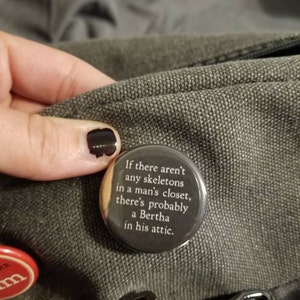 If there aren't
any skeletons
in a man's closet,
there's probably
a Bertha
in his attic.